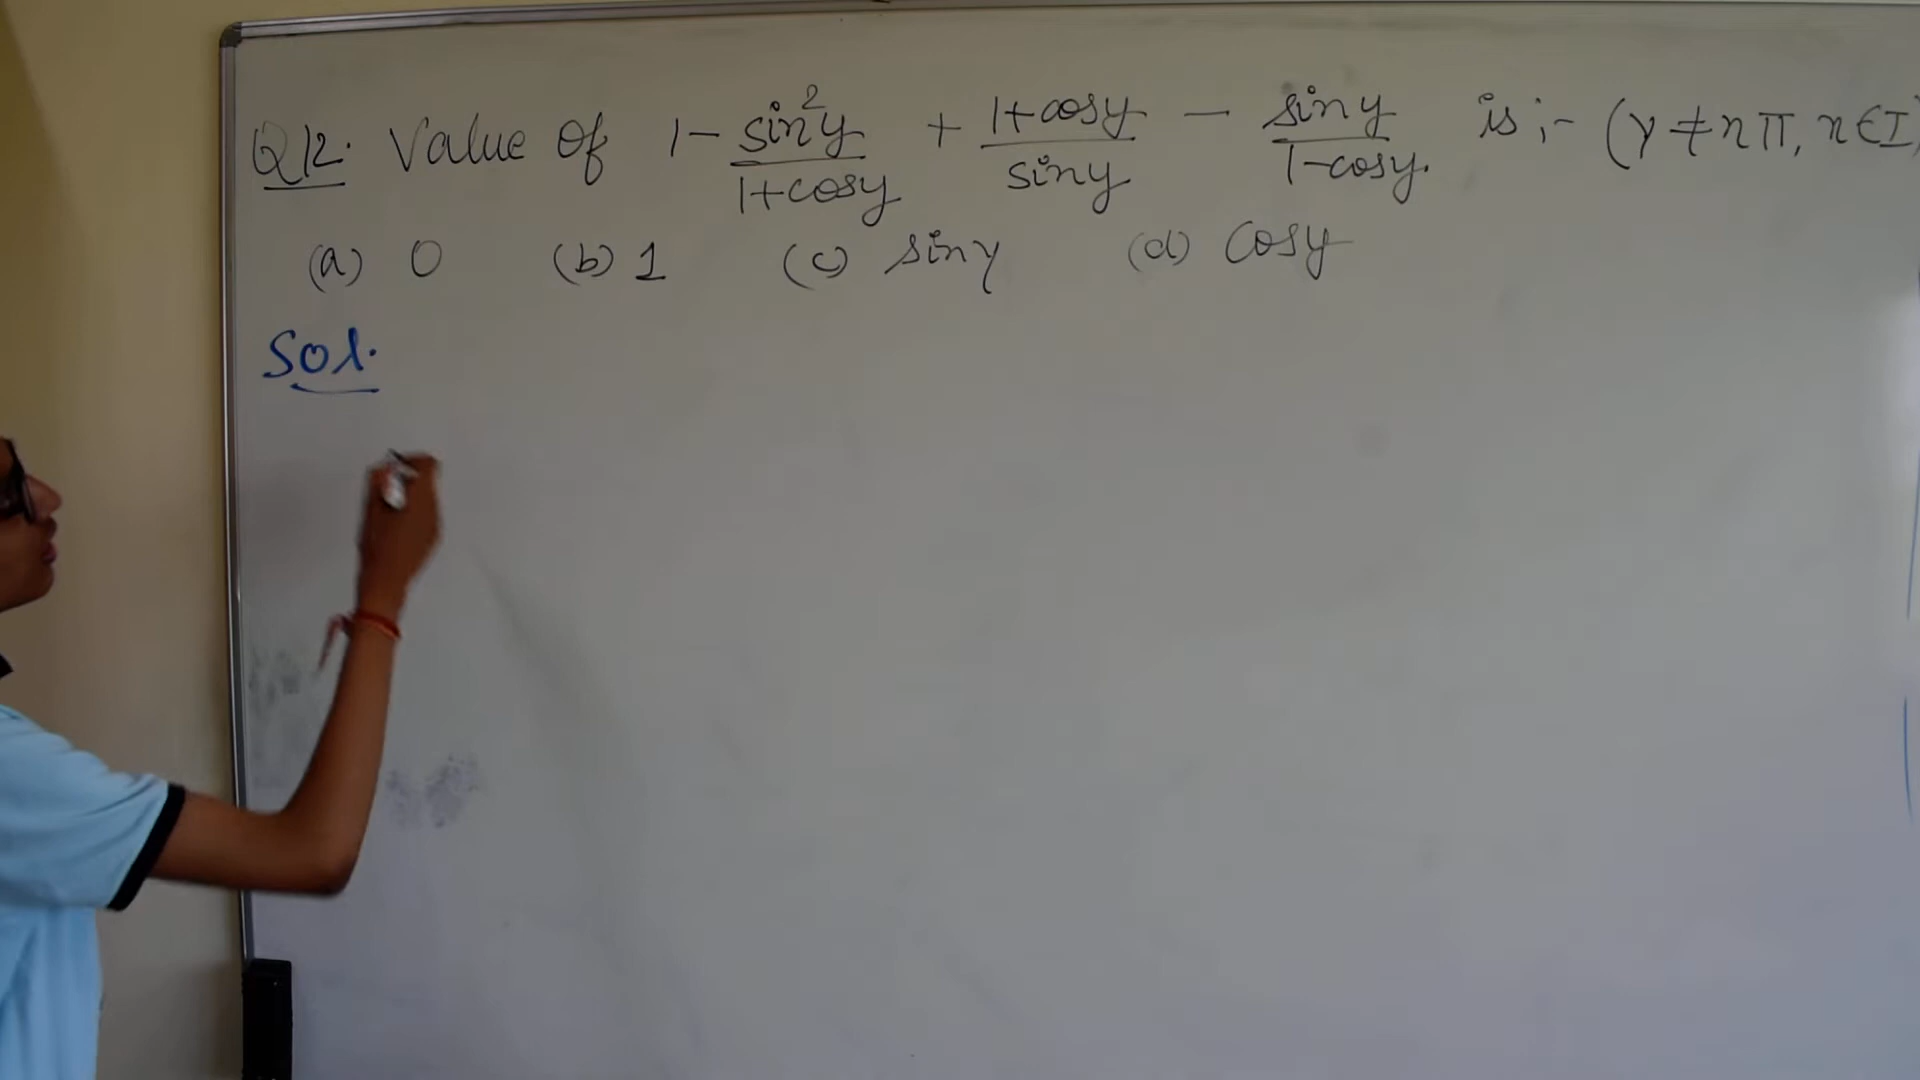 Q12. Value of 1 - sin²y/1+cosy + 1+cosy/siny - siny/1-cosy. is :- (y ≠ nπ, n ∈ I)
(a) 0 (b) 1 (c) siny (d) cosy
Sol.